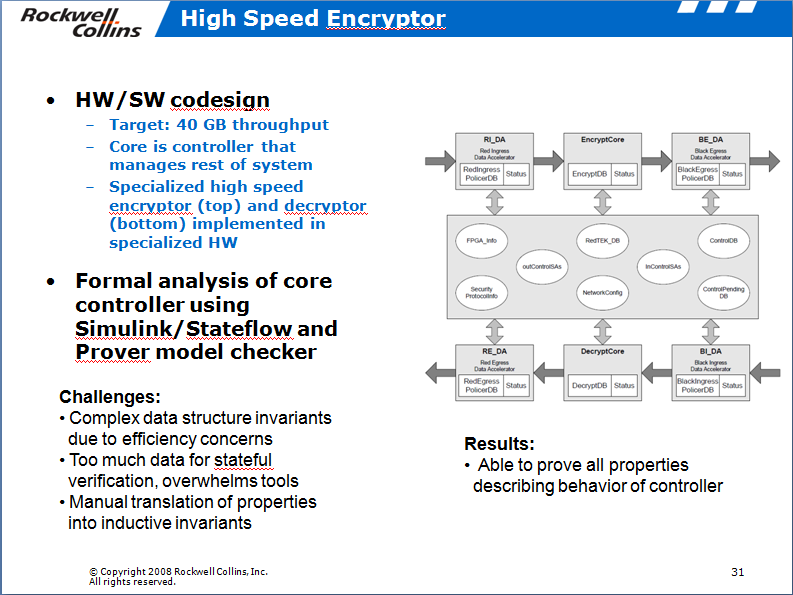 Rockwell
Collins
High Speed Encryptor
• HW/SW codesign
– Target: 40 GB throughput
– Core is controller that
manages rest of system
– Specialized high speed
encryptor (top) and decryptor
(bottom) implemented in
specialized HW
• Formal analysis of core
controller using
Simulink/Stateflow and
Prover model checker
Challenges:
• Complex data structure invariants
due to efficiency concerns
• Too much data for stateful
verification, overwhelms tools
• Manual translation of properties
into inductive invariants
RI_DA
Red Ingress
Data Accelerator
RedIngress
PolicerDB
Status
EncryptCore
EncryptDB
Status
BE_DA
Black Egress
Data Accelerator
BlackEgress
PolicerDB
Status
FPGA_Info
RedTEK_DB
ControlDB
outControlSAs
InControlSAs
Security
ProtocolInfo
NetworkConfig
ControlPending
DB
RE_DA
Red Egress
Data Accelerator
RedEgress
PolicerDB
Status
DecryptCore
DecryptDB
Status
BI_DA
Black Ingress
Data Accelerator
BlackIngress
PolicerDB
Status
Results:
• Able to prove all properties
describing behavior of controller
© Copyright 2008 Rockwell Collins, Inc.
All rights reserved.
31